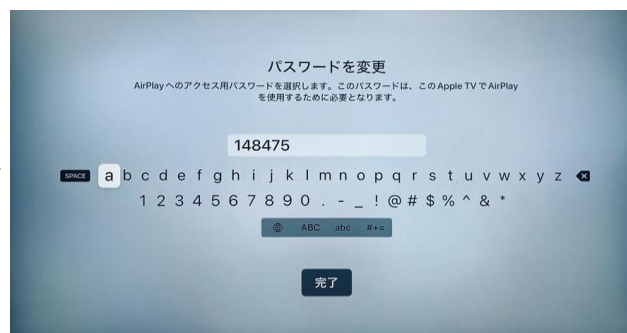 パスワードを変更
AirPlayへのアクセス用パスワードを選択します。このパスワードは、このApple TVでAirPlay
を使用するために必要となります。
148475
SPACE a b c d e f g h i j k l m n o p q r s t u v w x y z
1 2 3 4 5 6 7 8 9 0 . - _ ! @ # $ % ^ & *
ABC abc #+=
完了